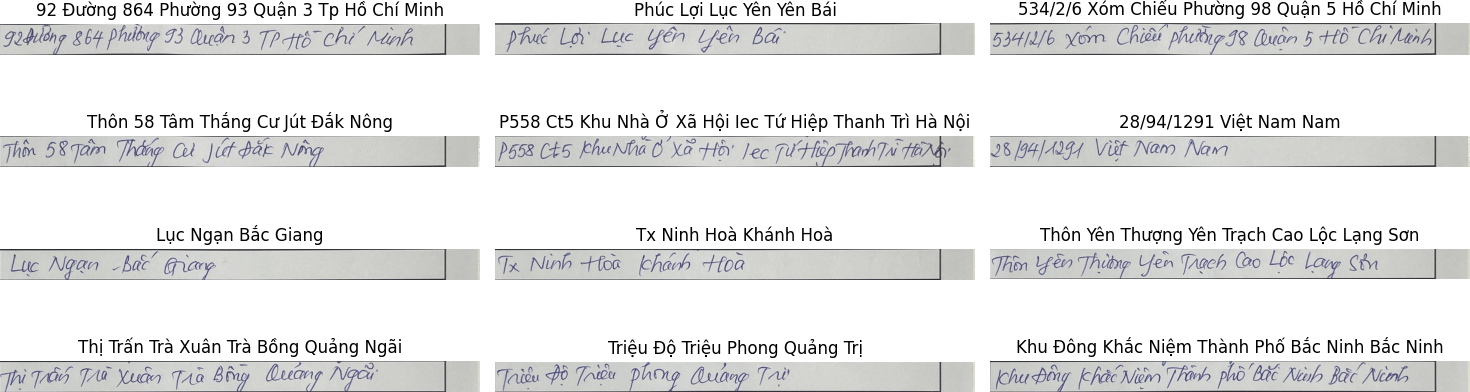 92 Đường 864 Phường 93 Quận 3 Tp Hồ Chí Minh
92 Đường 864 phường 93 Quận 3 TP Hồ Chí Minh
Phúc Lợi Lục Yên Yên Bái
Phúc Lợi Lục Yên Yên Bái
534/2/6 Xóm Chiếu Phường 98 Quận 5 Hồ Chí Minh
534/2/6 Xóm Chiếu phường 98 Quận 5 Hồ Chí Minh
Thôn 58 Tâm Thắng Cư Jút Đắk Nông
Thôn 58 Tâm Thắng Cư Jút Đắk Nông
P558 Ct5 Khu Nhà Ở Xã Hội Iec Tứ Hiệp Thanh Trì Hà Nội
P558 Ct5 Khu Nhà Ở Xã Hội Iec Tứ Hiệp Thanh Trì Hà Nội
28/94/1291 Việt Nam Nam
28/94/1291 Việt Nam Nam
Lục Ngạn Bắc Giang
Lục Ngạn - Bắc Giang
Tx Ninh Hoà Khánh Hoà
Tx Ninh Hoà Khánh Hoà
Thôn Yên Thượng Yên Trạch Cao Lộc Lạng Sơn
Thôn Yên Thượng Yên Trạch Cao Lộc Lạng Sơn
Thị Trấn Trà Xuân Trà Bồng Quảng Ngãi
Thị Trấn Trà Xuân Trà Bồng Quảng Ngãi
Triệu Độ Triệu Phong Quảng Trị
Triệu Độ Triệu phong Quảng Trị
Khu Đông Khắc Niệm Thành Phố Bắc Ninh Bắc Ninh
Khu Đông Khắc Niệm Thành phố Bắc Ninh Bắc Ninh